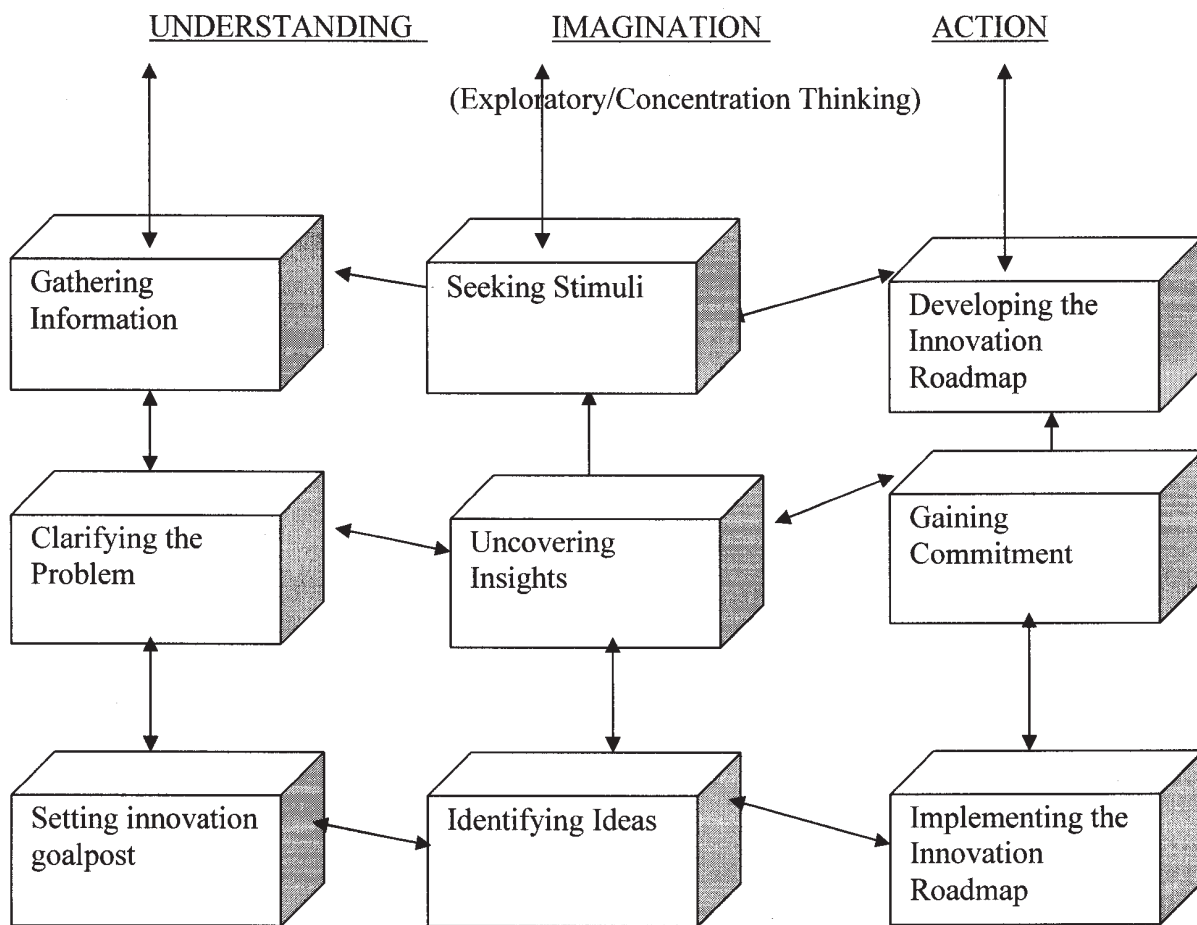 UNDERSTANDING IMAGINATION ACTION
(Exploratory/Concentration Thinking)
Gathering
Information
Seeking Stimuli
Developing the
Innovation
Roadmap
Clarifying the
Problem
Uncovering
Insights
Gaining
Commitment
Setting innovation
goalpost
Identifying Ideas
Implementing the
Innovation
Roadmap